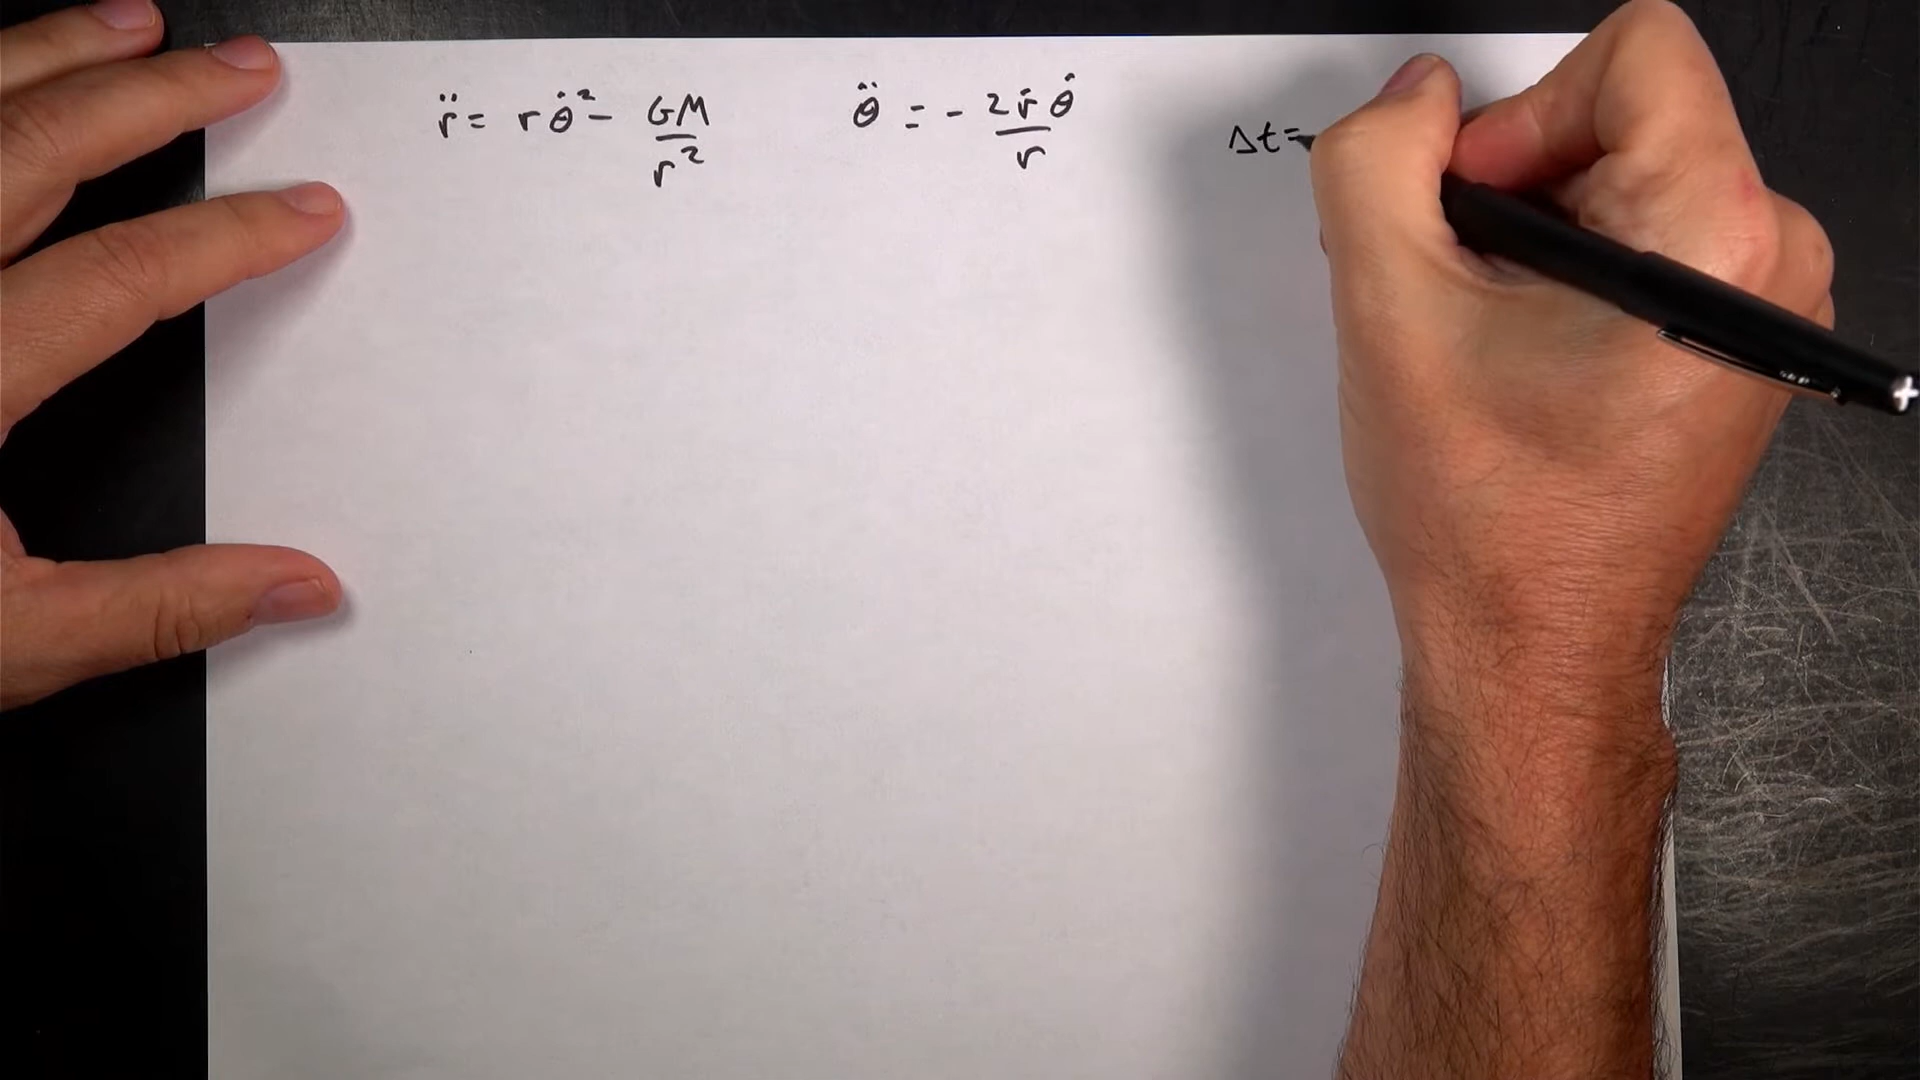 r̈ = rθ̇² - GM/r²
θ̈ = - 2ṙθ̇/r
Δt=